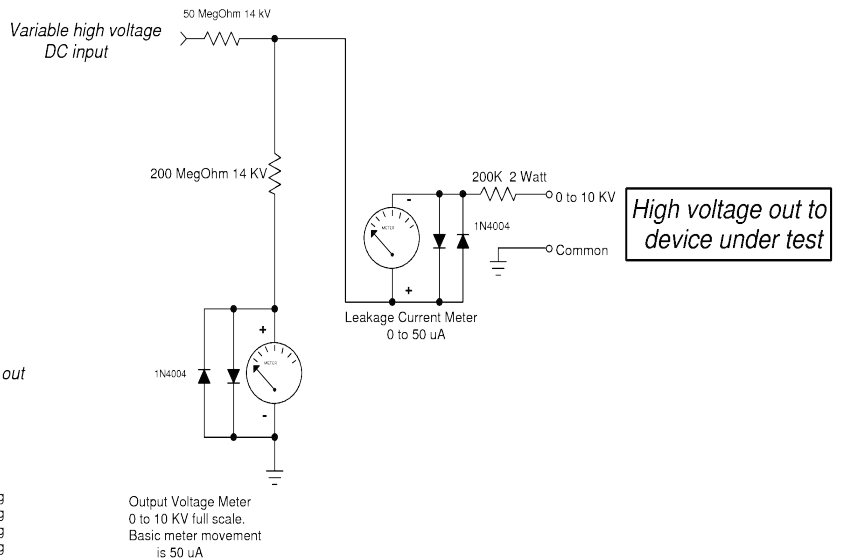 50 MegOhm 14 kV
Variable high voltage
DC input
200 MegOhm 14 KV
200K 2 Watt
0 to 10 KV
High voltage out to
device under test
METER
-
1N4004
Common
+
Leakage Current Meter
0 to 50 uA
+
METER
out
1N4004
-
g
g
g
g
Output Voltage Meter
0 to 10 KV full scale.
Basic meter movement
is 50 uA